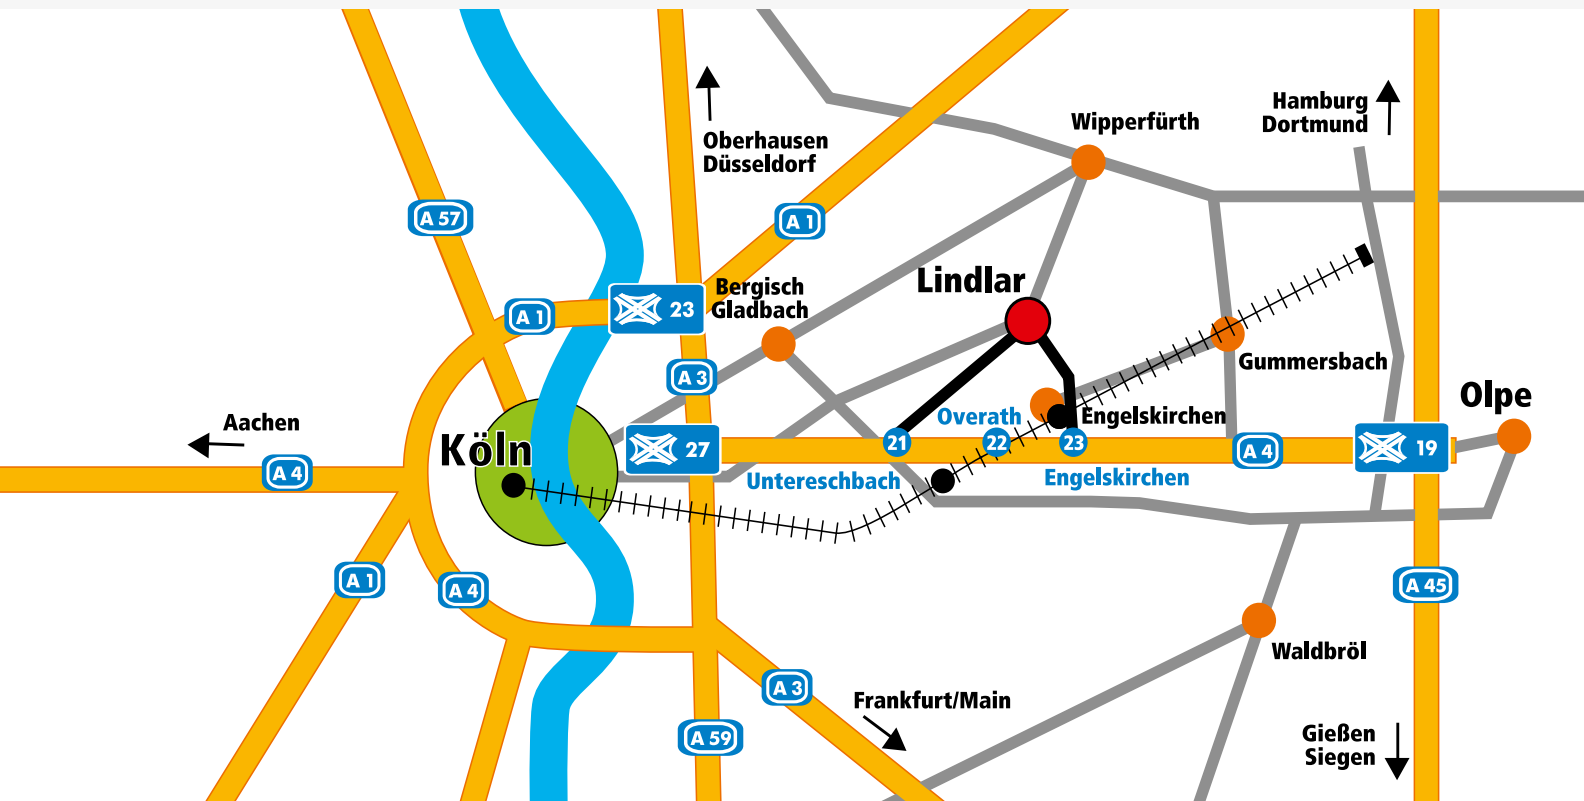 Wipperfürth
Hamburg
Dortmund
Oberhausen
Düsseldorf
A 57
A 1
Lindlar
Bergisch
Gladbach
23
A 1
A 3
Gummersbach
Olpe
Aachen
Köln
Overath
Engelskirchen
27
21
22
23
A 4
19
A 4
Untereschbach
Engelskirchen
A 1
A 4
A 45
Waldbröl
A 3
Frankfurt/Main
A 59
Gießen
Siegen